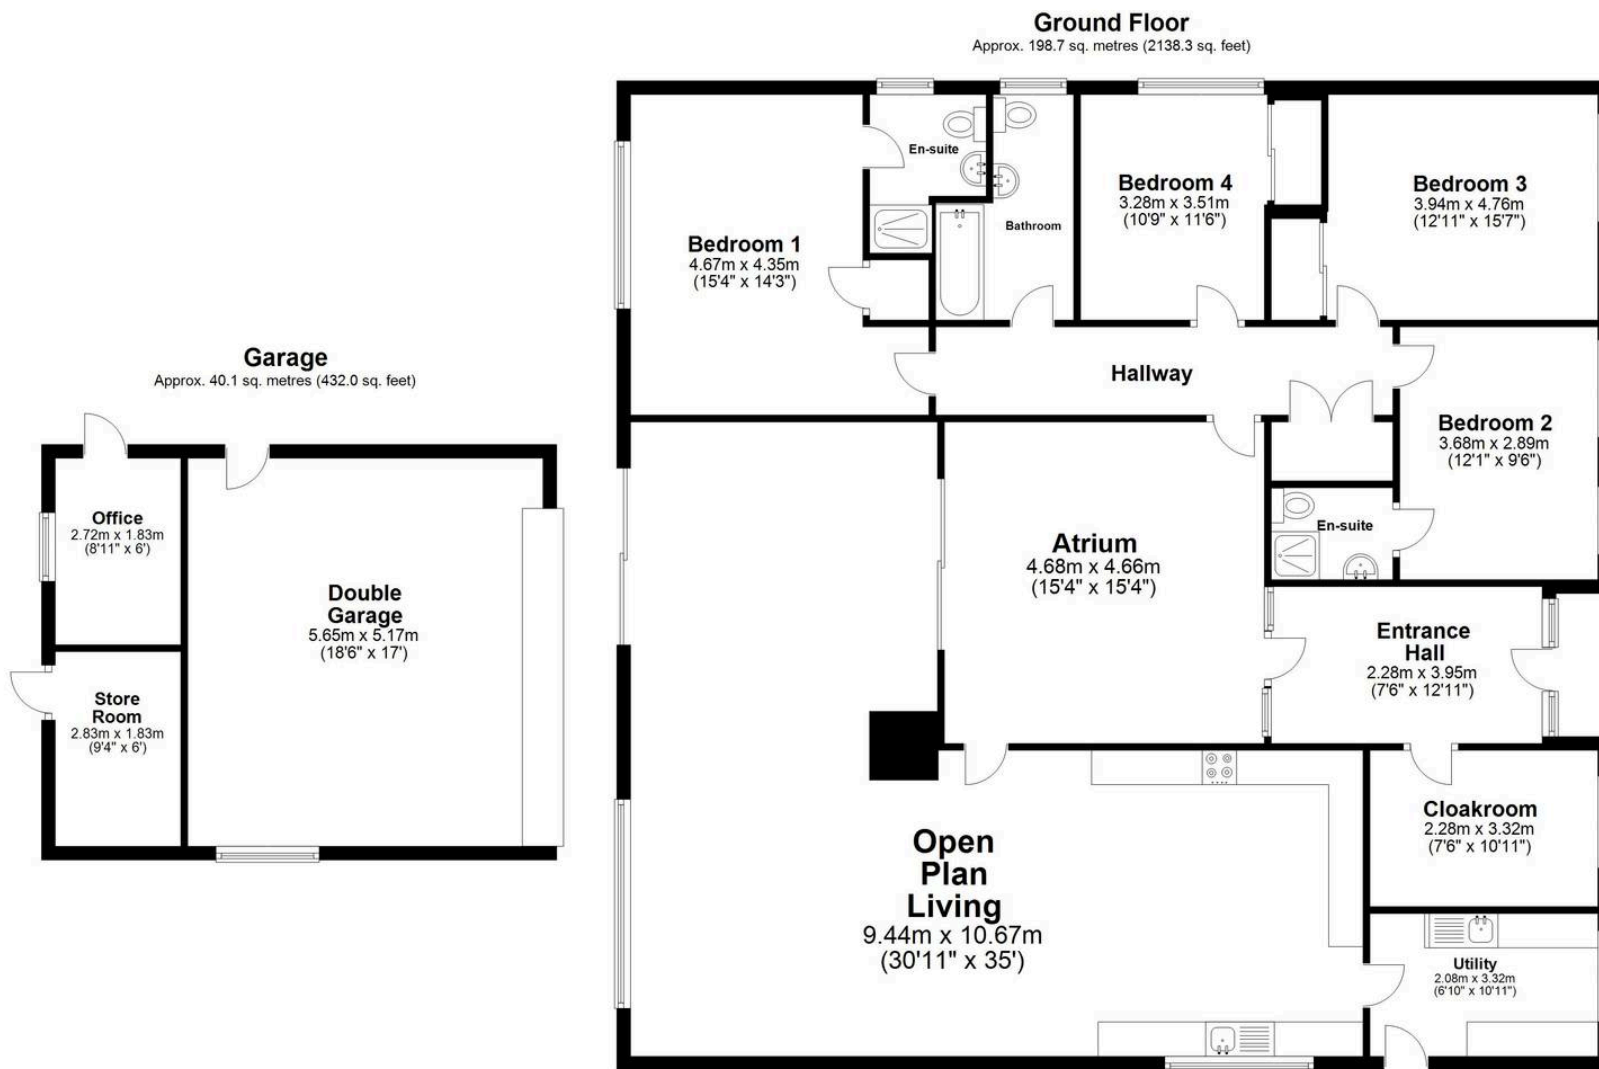 Ground Floor
Approx. 198.7 sq. metres (2138.3 sq. feet)
En-suite
Bathroom
Bedroom 4
3.28m x 3.51m
(10'9" x 11'6")
Bedroom 3
3.94m x 4.76m
(12'11" x 15'7")
Bedroom 1
4.67m x 4.35m
(15'4" x 14'3")
Hallway
Bedroom 2
3.68m x 2.89m
(12'1" x 9'6")
En-suite
Atrium
4.68m x 4.66m
(15'4" x 15'4")
Entrance
Hall
2.28m x 3.95m
(7'6" x 12'11")
Cloakroom
2.28m x 3.32m
(7'6" x 10'11")
Open
Plan
Living
9.44m x 10.67m
(30'11" x 35')
Utility
2.08m x 3.32m
(6'10" x 10'11")
Garage
Approx. 40.1 sq. metres (432.0 sq. feet)
Office
2.72m x 1.83m
(8'11" x 6')
Double
Garage
5.65m x 5.17m
(18'6" x 17')
Store
Room
2.83m x 1.83m
(9'4" x 6')